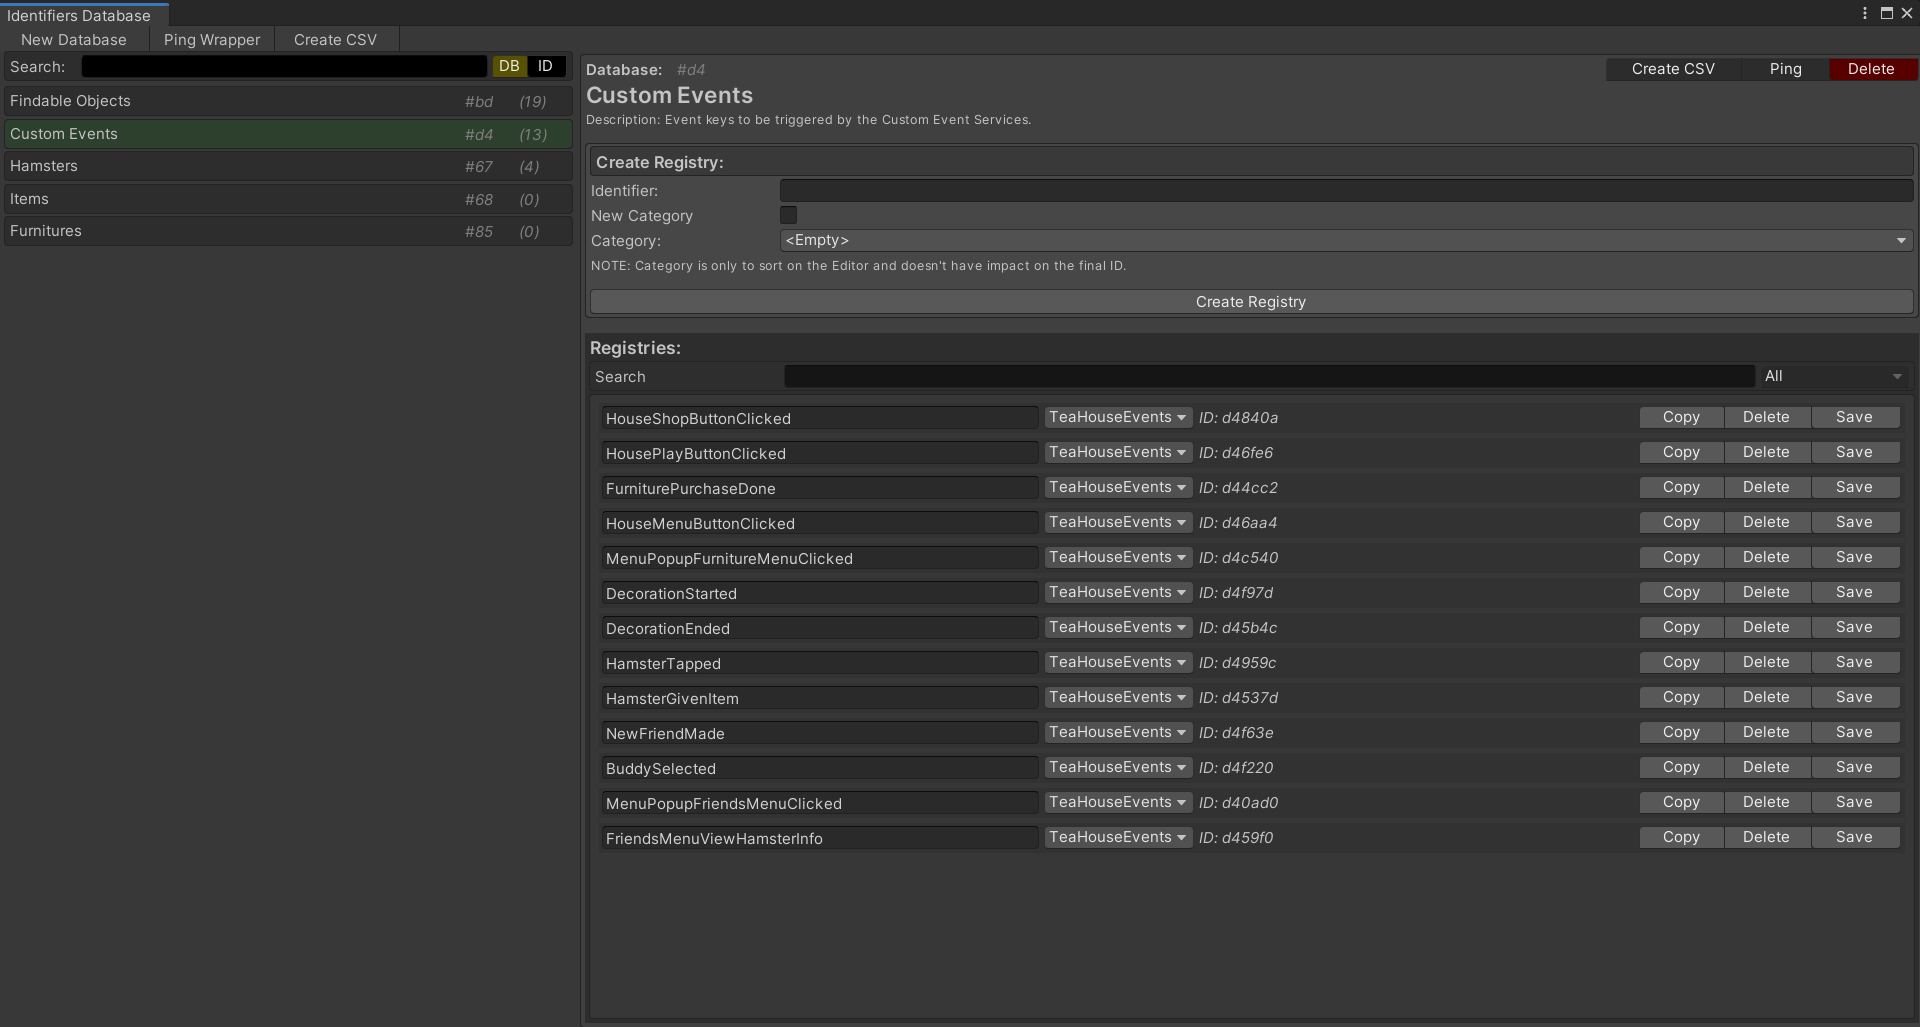 Identifiers Database
New Database Ping Wrapper Create CSV
Search: DB ID
Findable Objects #bd (19)
Custom Events #d4 (13)
Hamsters #67 (4)
Items #68 (0)
Furnitures #85 (0)
Database: #d4 Create CSV Ping Delete
Custom Events
Description: Event keys to be triggered by the Custom Event Services.
Create Registry:
Identifier:
New Category
Category: <Empty>
NOTE: Category is only to sort on the Editor and doesn't have impact on the final ID.
Create Registry
Registries:
Search All
HouseShopButtonClicked TeaHouseEvents ID: d4840a Copy Delete Save
HousePlayButtonClicked TeaHouseEvents ID: d46fe6 Copy Delete Save
FurniturePurchaseDone TeaHouseEvents ID: d44cc2 Copy Delete Save
HouseMenuButtonClicked TeaHouseEvents ID: d46aa4 Copy Delete Save
MenuPopupFurnitureMenuClicked TeaHouseEvents ID: d4c540 Copy Delete Save
DecorationStarted TeaHouseEvents ID: d4f97d Copy Delete Save
DecorationEnded TeaHouseEvents ID: d45b4c Copy Delete Save
HamsterTapped TeaHouseEvents ID: d4959c Copy Delete Save
HamsterGivenItem TeaHouseEvents ID: d4537d Copy Delete Save
NewFriendMade TeaHouseEvents ID: d4f63e Copy Delete Save
BuddySelected TeaHouseEvents ID: d4f220 Copy Delete Save
MenuPopupFriendsMenuClicked TeaHouseEvents ID: d40ad0 Copy Delete Save
FriendsMenuViewHamsterInfo TeaHouseEvents ID: d459f0 Copy Delete Save